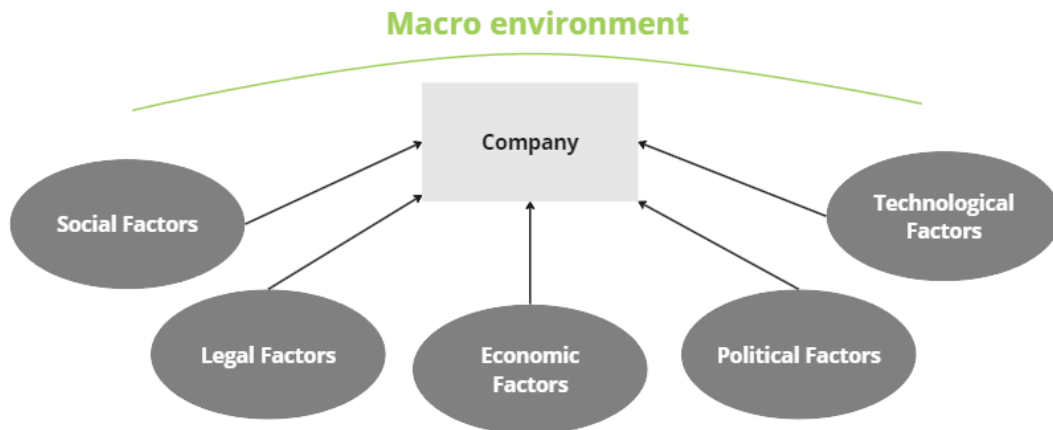 Macro environment
Company
Social Factors
Technological
Factors
Legal Factors
Economic
Factors
Political Factors